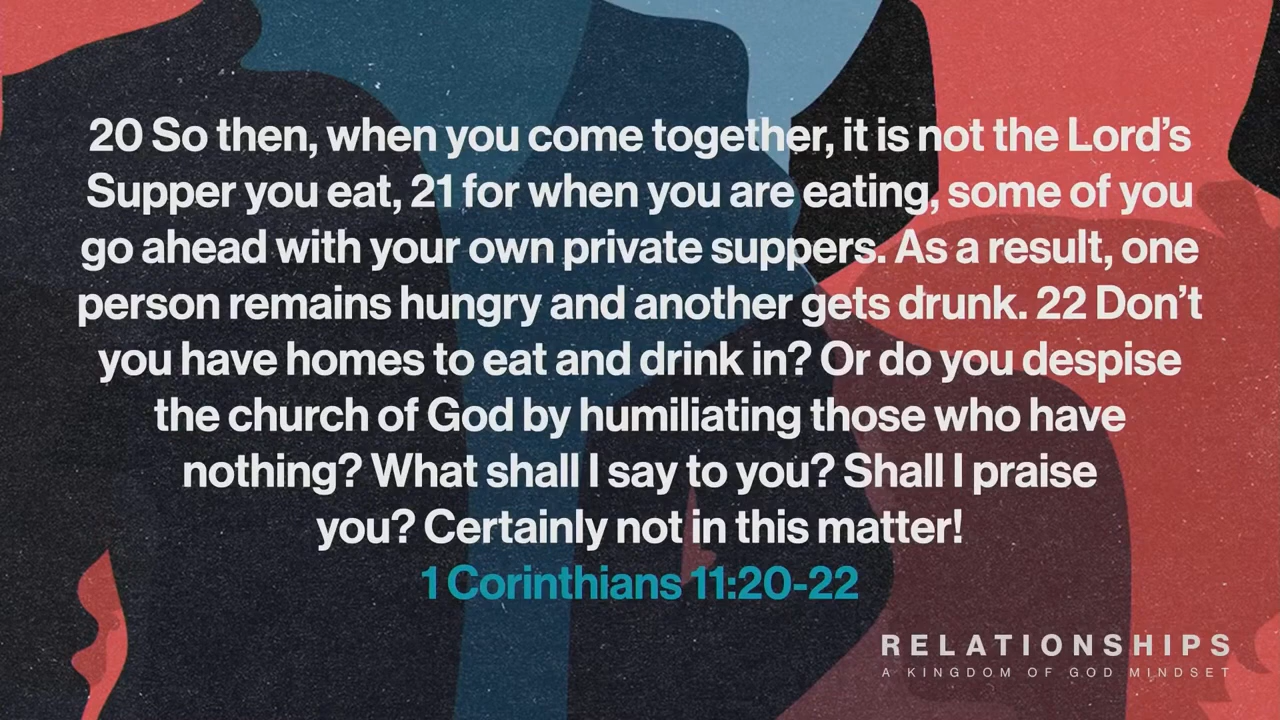 20 So then, when you come together, it is not the Lord’s
Supper you eat, 21 for when you are eating, some of you
go ahead with your own private suppers. As a result, one
person remains hungry and another gets drunk. 22 Don’t
you have homes to eat and drink in? Or do you despise
the church of God by humiliating those who have
nothing? What shall I say to you? Shall I praise
you? Certainly not in this matter!
1 Corinthians 11:20-22
RELATIONSHIPS
A KINGDOM OF GOD MINDSET